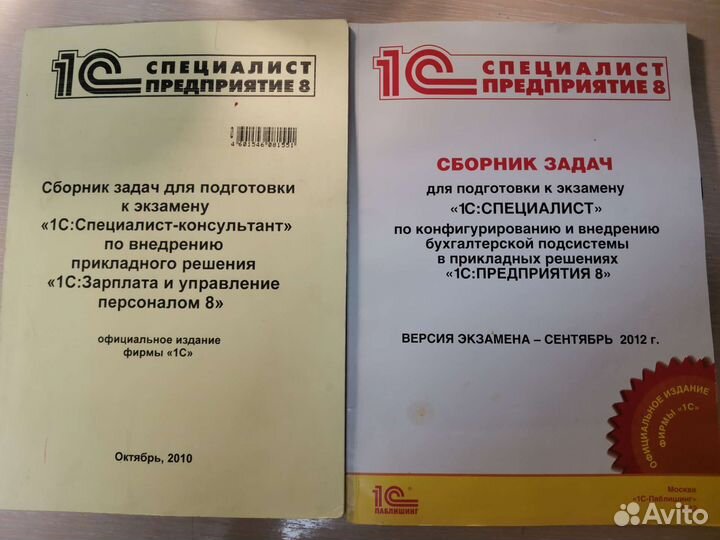 1С СПЕЦИАЛИСТ
ПРЕДПРИЯТИЕ 8
4 601546 081551
Сборник задач для подготовки
к экзамену
«1С:Специалист-консультант»
по внедрению
прикладного решения
«1С:Зарплата и управление
персоналом 8»
официальное издание
фирмы «1С»
Октябрь, 2010
1С СПЕЦИАЛИСТ
ПРЕДПРИЯТИЕ 8
СБОРНИК ЗАДАЧ
для подготовки к экзамену
«1С:СПЕЦИАЛИСТ»
по конфигурированию и внедрению
бухгалтерской подсистемы
в прикладных решениях
«1С:ПРЕДПРИЯТИЯ 8»
ВЕРСИЯ ЭКЗАМЕНА – СЕНТЯБРЬ 2012 г.
ОФИЦИАЛЬНОЕ ИЗДАНИЕ
ФИРМЫ «1С»
1С®
ПАБЛИШИНГ
Москва
«1С-Паблишинг»
Avito